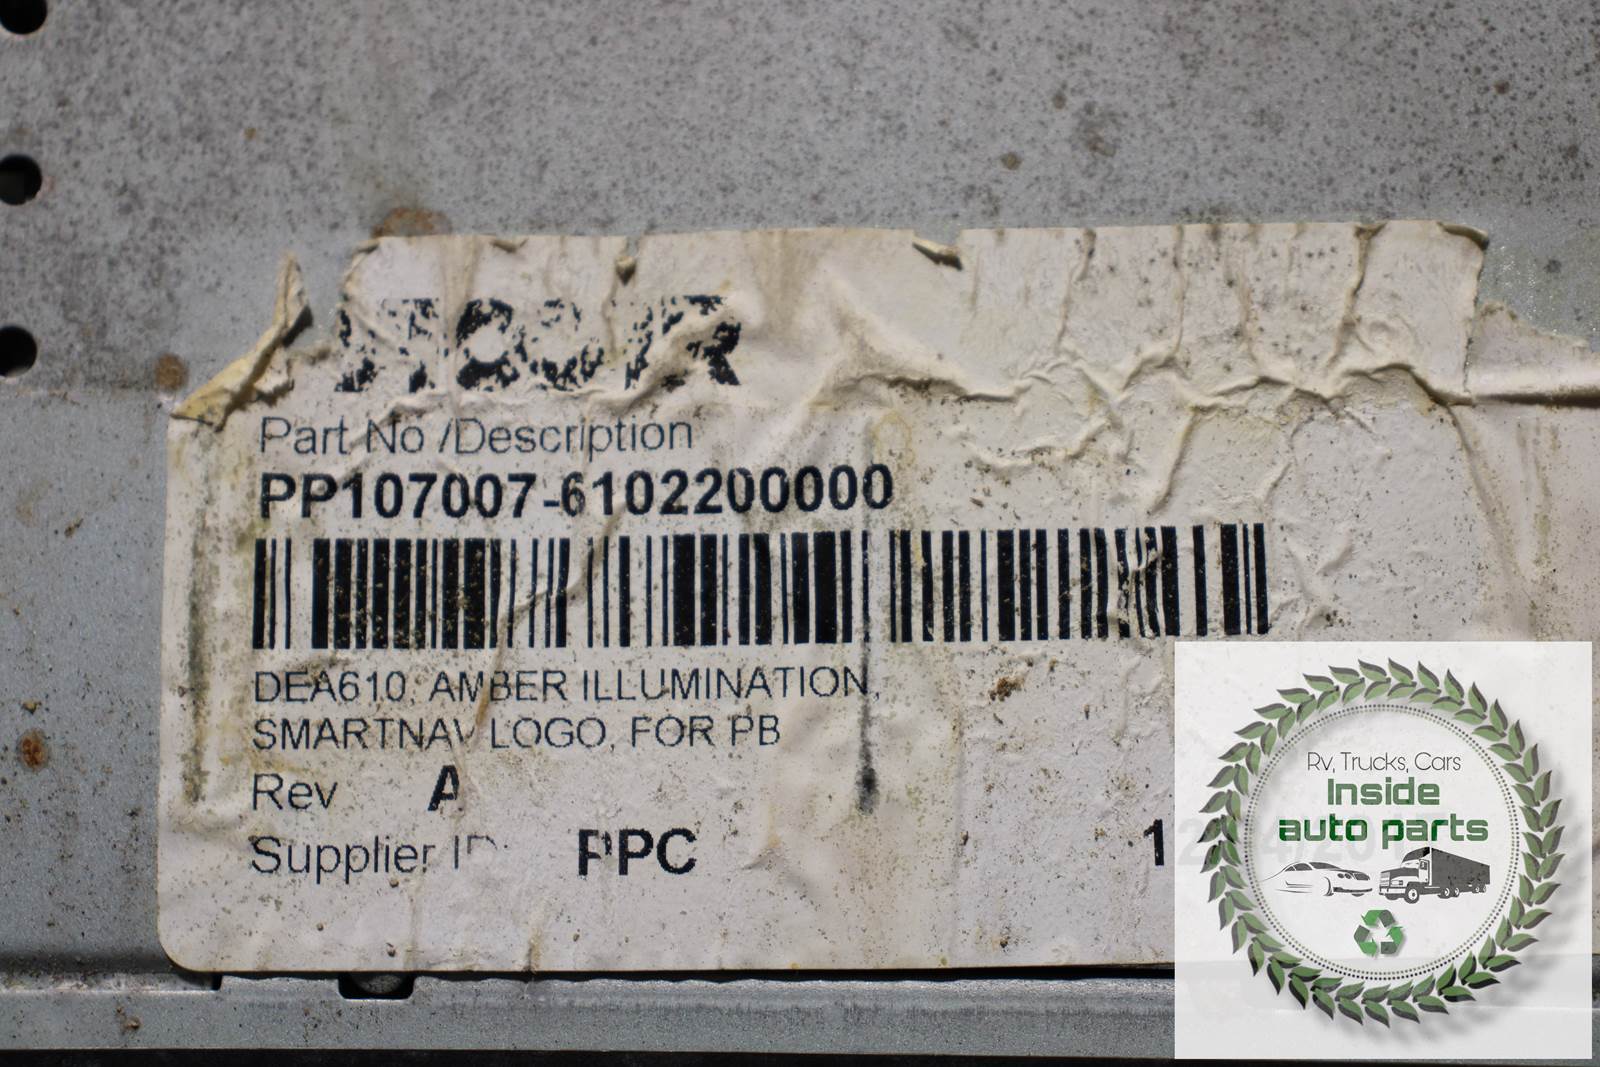 Part No /Description
PP107007-6102200000
DEA610, AMBER ILLUMINATION,
SMARTNAV LOGO, FOR PB
Rev A
Supplier ID: PPC
Rv, Trucks, Cars
Inside
auto parts